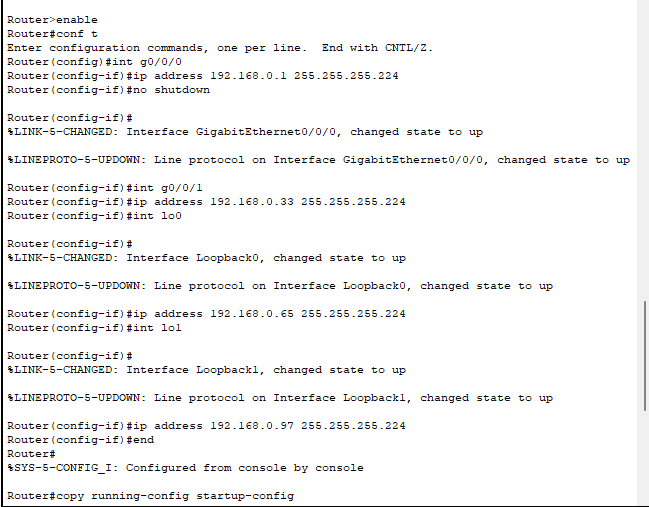 Router>enable
Router#conf t
Enter configuration commands, one per line.  End with CNTL/Z.
Router(config)#int g0/0/0
Router(config-if)#ip address 192.168.0.1 255.255.255.224
Router(config-if)#no shutdown
Router(config-if)#
%LINK-5-CHANGED: Interface GigabitEthernet0/0/0, changed state to up
%LINEPROTO-5-UPDOWN: Line protocol on Interface GigabitEthernet0/0/0, changed state to up
Router(config-if)#int g0/0/1
Router(config-if)#ip address 192.168.0.33 255.255.255.224
Router(config-if)#int lo0
Router(config-if)#
%LINK-5-CHANGED: Interface Loopback0, changed state to up
%LINEPROTO-5-UPDOWN: Line protocol on Interface Loopback0, changed state to up
Router(config-if)#ip address 192.168.0.65 255.255.255.224
Router(config-if)#int lo1
Router(config-if)#
%LINK-5-CHANGED: Interface Loopback1, changed state to up
%LINEPROTO-5-UPDOWN: Line protocol on Interface Loopback1, changed state to up
Router(config-if)#ip address 192.168.0.97 255.255.255.224
Router(config-if)#end
Router#
%SYS-5-CONFIG_I: Configured from console by console
Router#copy running-config startup-config